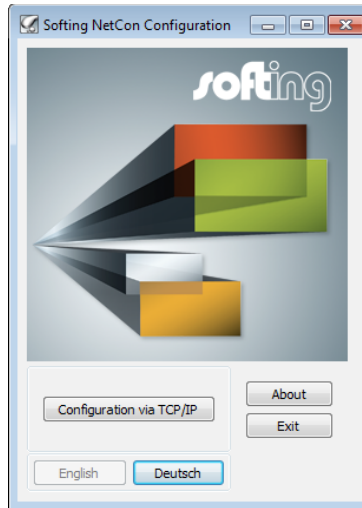 Softing NetCon Configuration
softing
Configuration via TCP/IP
About
Exit
English
Deutsch